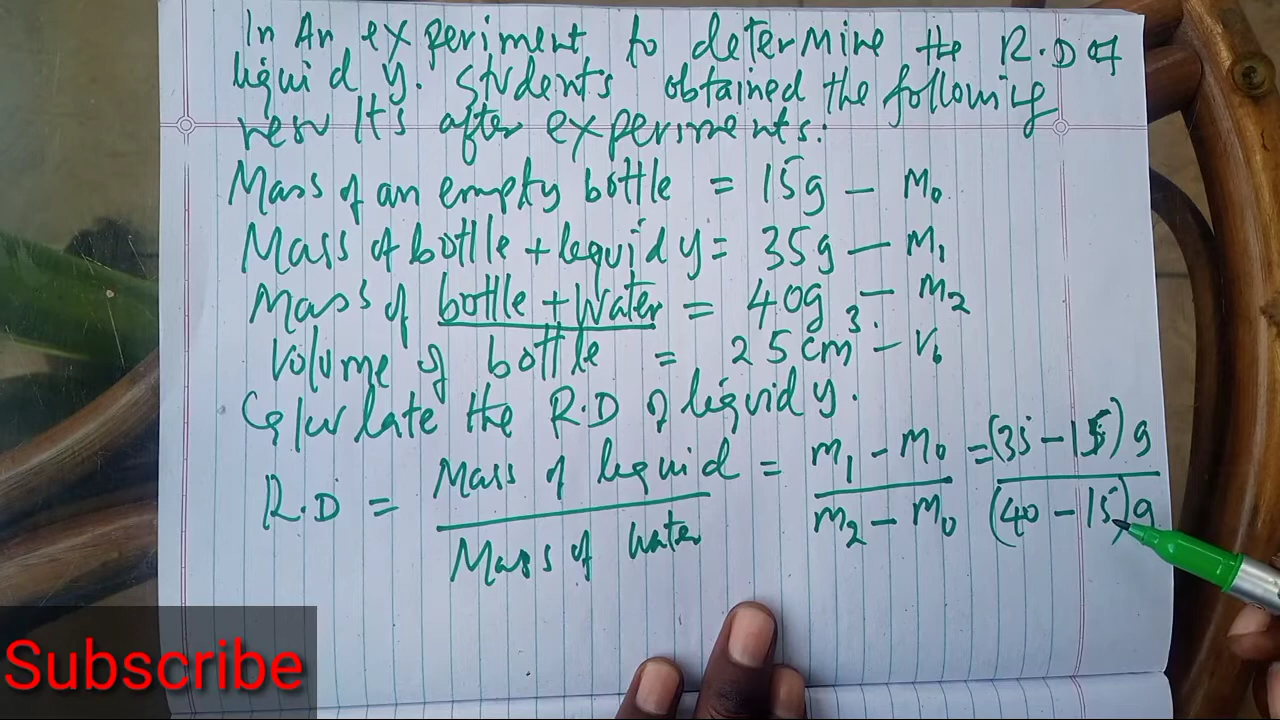 In An experiment to determine the R.D of
liquid y. Students obtained the following
results after experiments:
Mass of an empty bottle = 15g – M₀
Mass of bottle + liquid y = 35g – M₁
Mass of bottle + Water = 40g – M₂
Volume of bottle = 25cm³ – V₀
Calculate the R.D of liquid y.
R.D = Mass of liquid / Mass of water = m₁ – m₀ / m₂ – m₀ = (35 – 15)g / (40 – 15)g
Subscribe